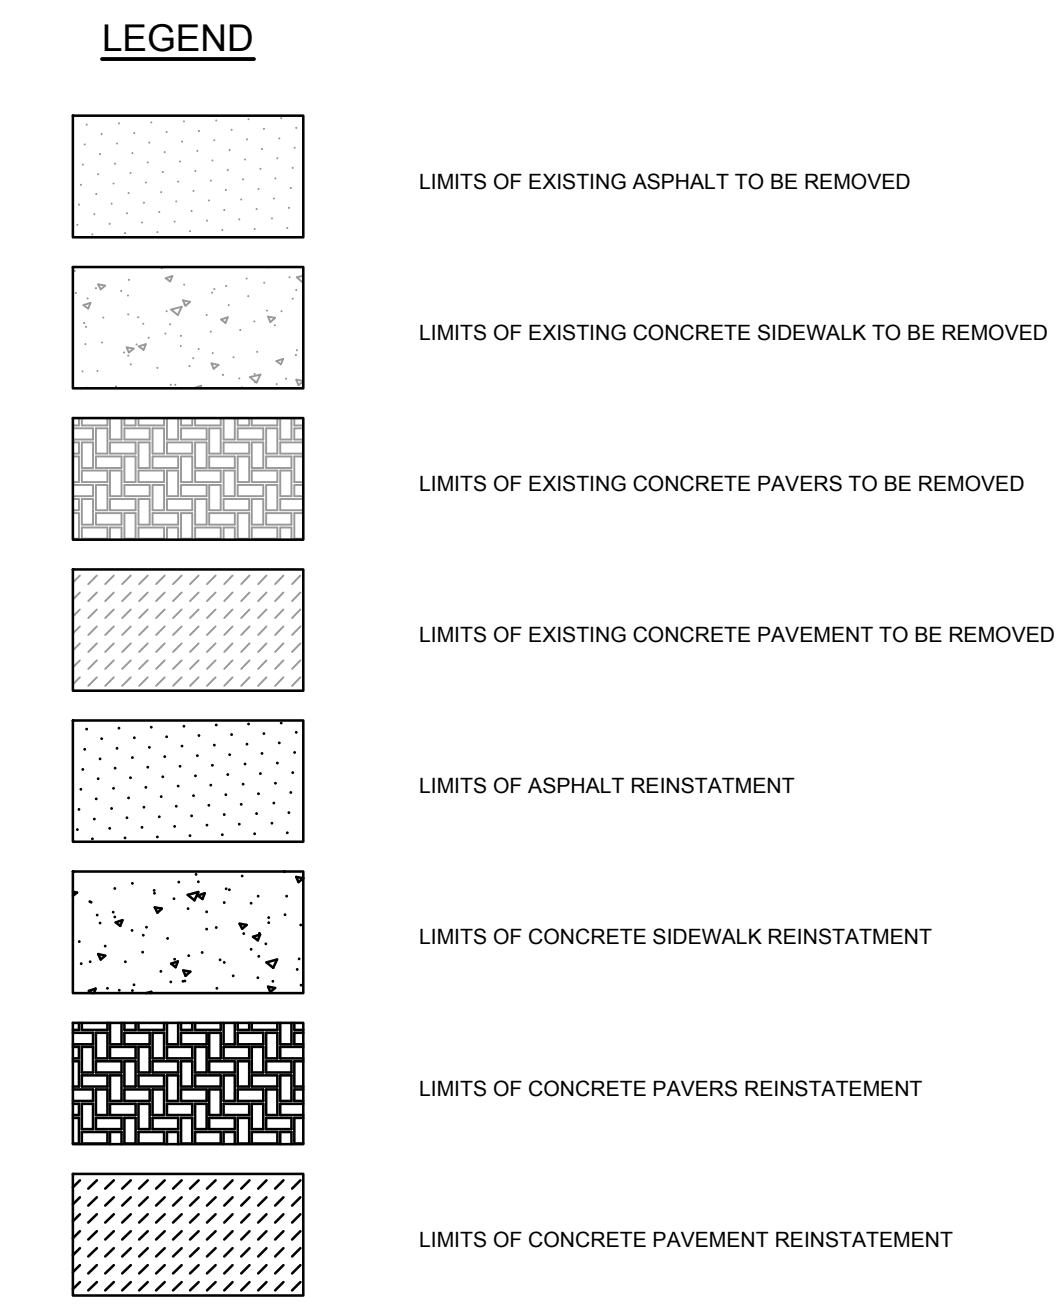 LEGEND
LIMITS OF EXISTING ASPHALT TO BE REMOVED
LIMITS OF EXISTING CONCRETE SIDEWALK TO BE REMOVED
LIMITS OF EXISTING CONCRETE PAVERS TO BE REMOVED
LIMITS OF EXISTING CONCRETE PAVEMENT TO BE REMOVED
LIMITS OF ASPHALT REINSTATMENT
LIMITS OF CONCRETE SIDEWALK REINSTATMENT
LIMITS OF CONCRETE PAVERS REINSTATEMENT
LIMITS OF CONCRETE PAVEMENT REINSTATEMENT